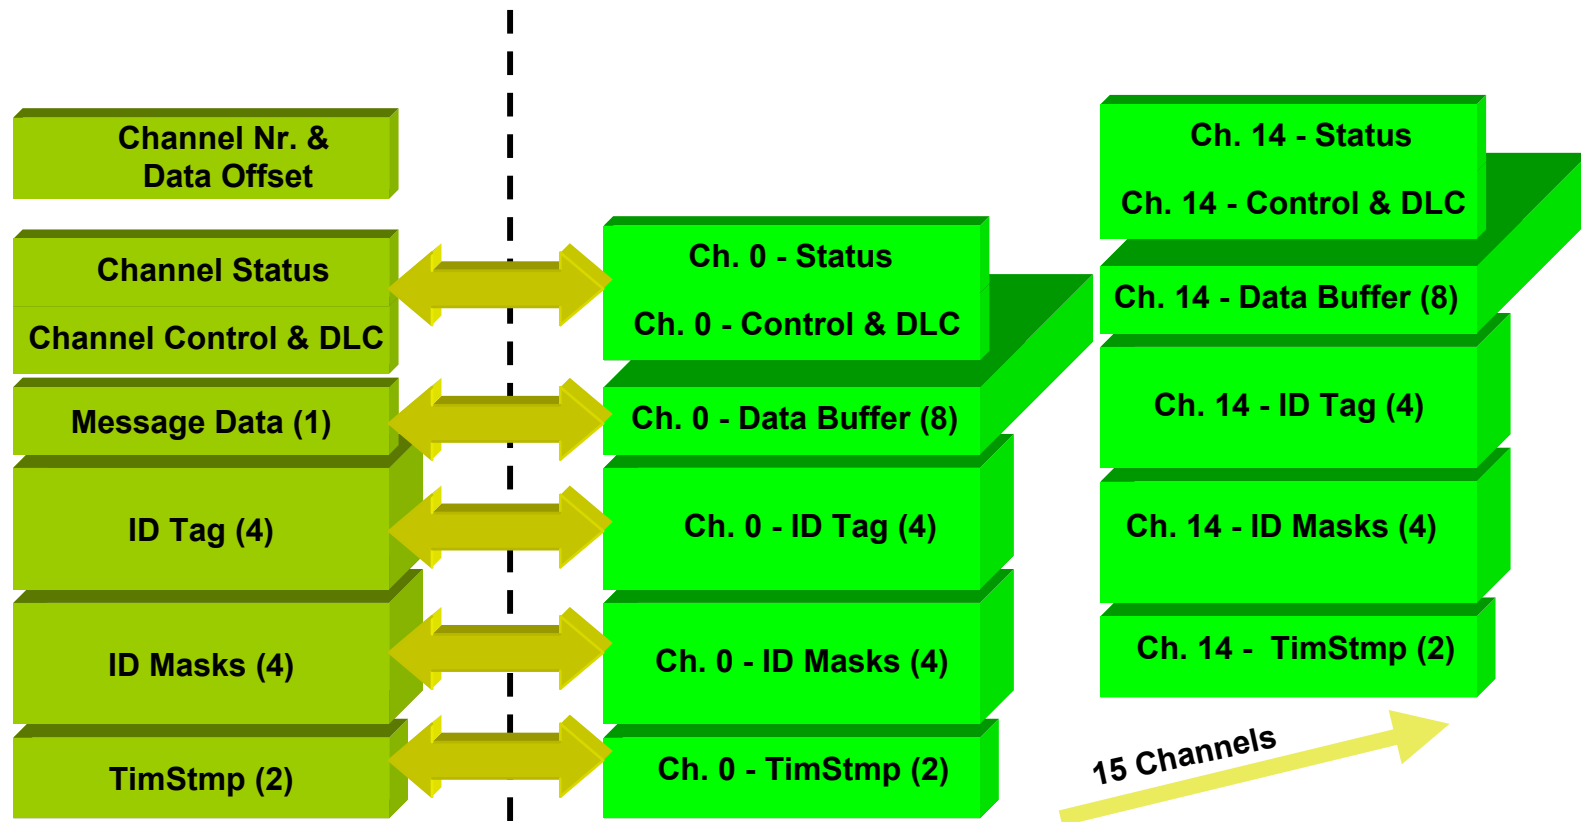 Channel Nr. &
Data Offset
Channel Status
Channel Control & DLC
Message Data (1)
ID Tag (4)
ID Masks (4)
TimStmp (2)
Ch. 0 - Status
Ch. 0 - Control & DLC
Ch. 0 - Data Buffer (8)
Ch. 0 - ID Tag (4)
Ch. 0 - ID Masks (4)
Ch. 0 - TimStmp (2)
Ch. 14 - Status
Ch. 14 - Control & DLC
Ch. 14 - Data Buffer (8)
Ch. 14 - ID Tag (4)
Ch. 14 - ID Masks (4)
Ch. 14 -  TimStmp (2)
15 Channels